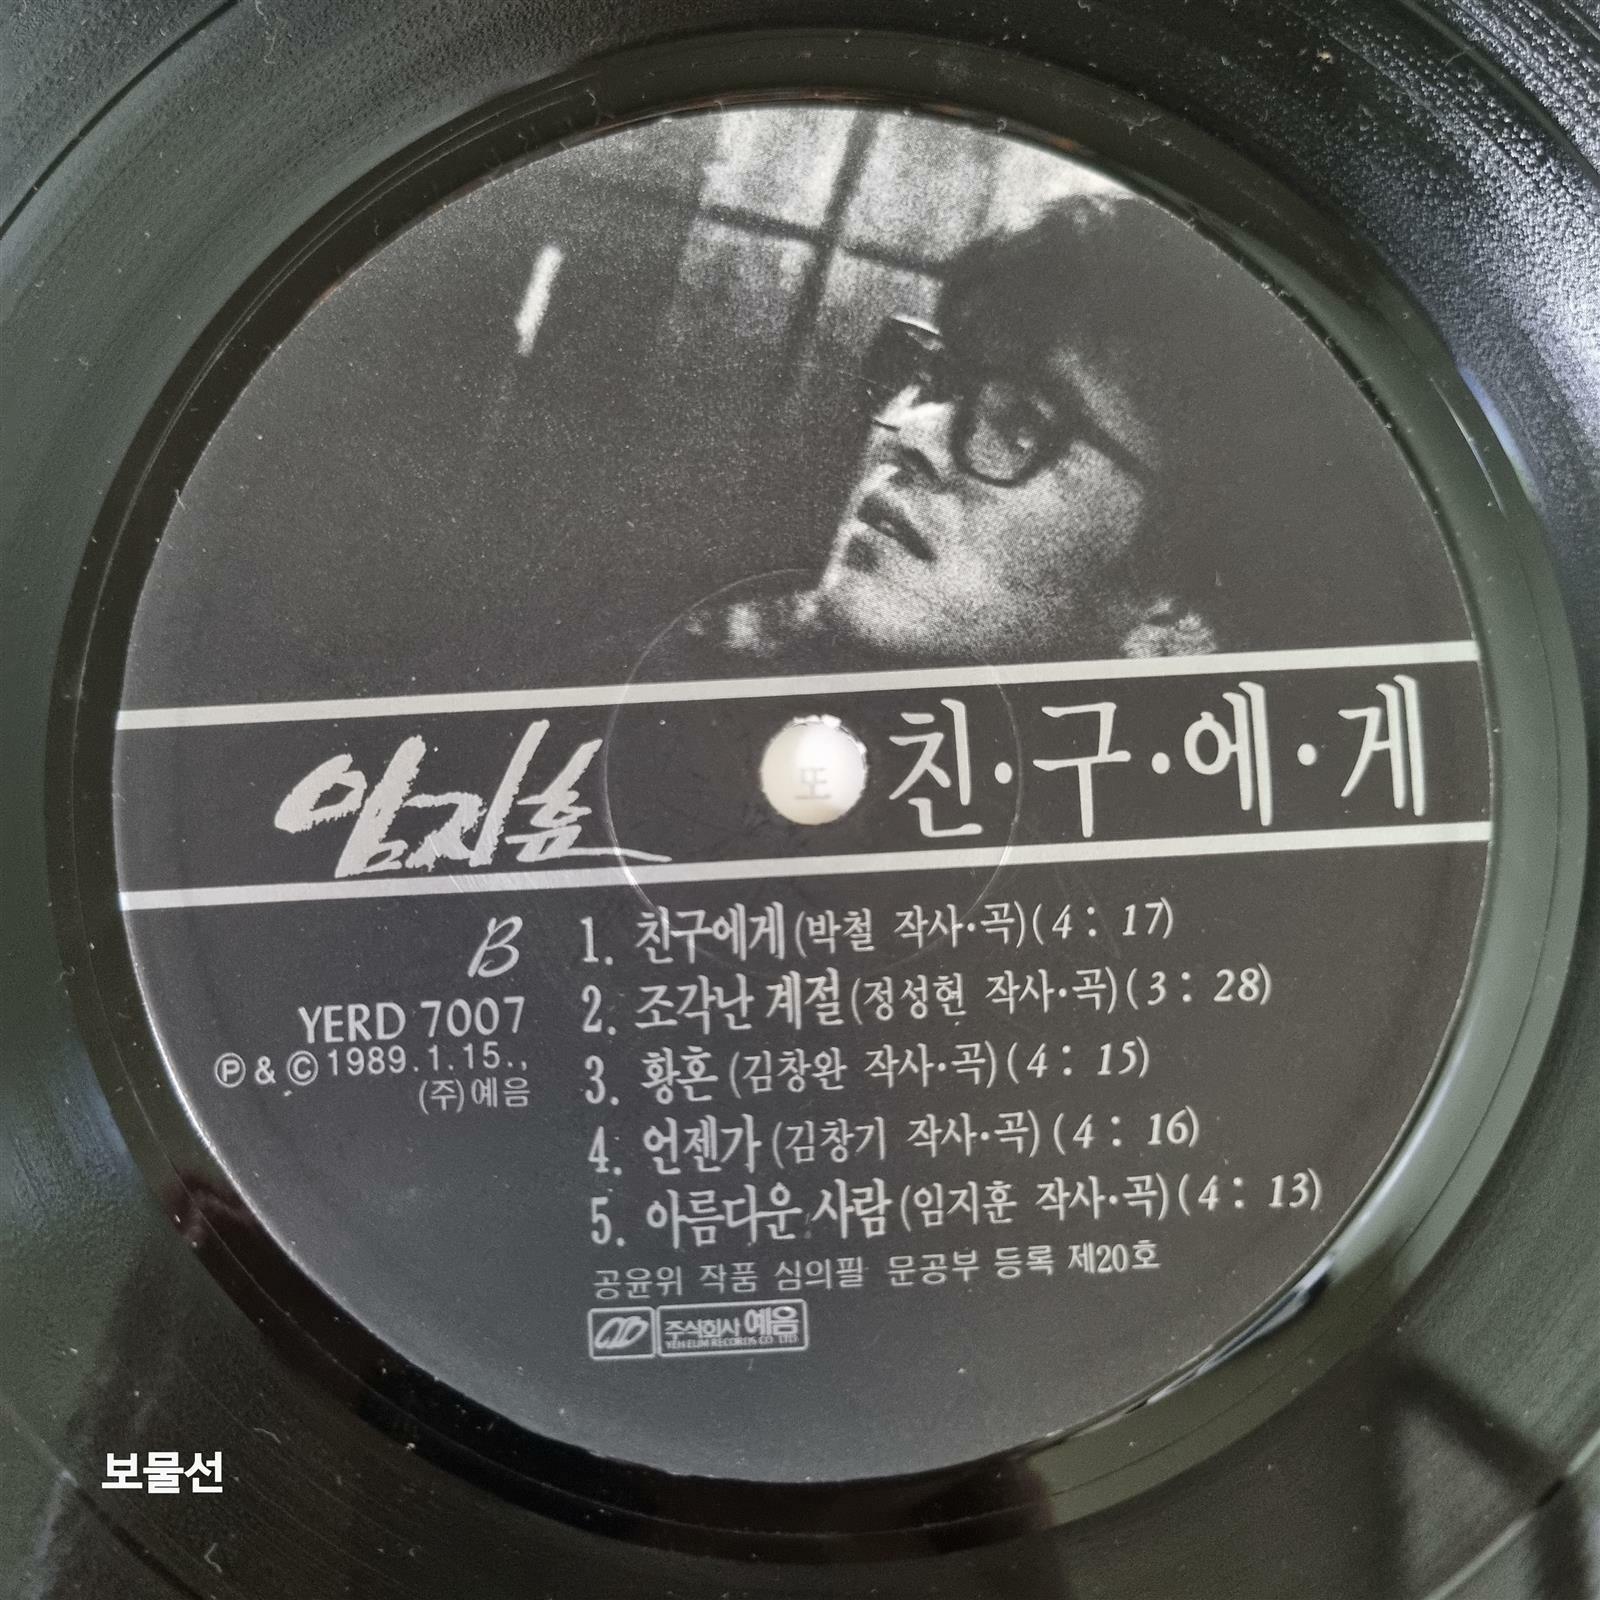 임지훈 친·구·에·게
또
B
YERD 7007
Ⓟ & © 1989.1.15.,
(주)예음
1. 친구에게 (박철 작사·곡) (4 : 17)
2. 조각난 계절 (정성현 작사·곡) (3 : 28)
3. 황혼 (김창완 작사·곡) (4 : 15)
4. 언젠가 (김창기 작사·곡) (4 : 16)
5. 아름다운 사람 (임지훈 작사·곡) (4 : 13)
공윤위 작품 심의필 문공부 등록 제20호
주식회사 예음
YEH EUM RECORDS CO. LTD
보물선